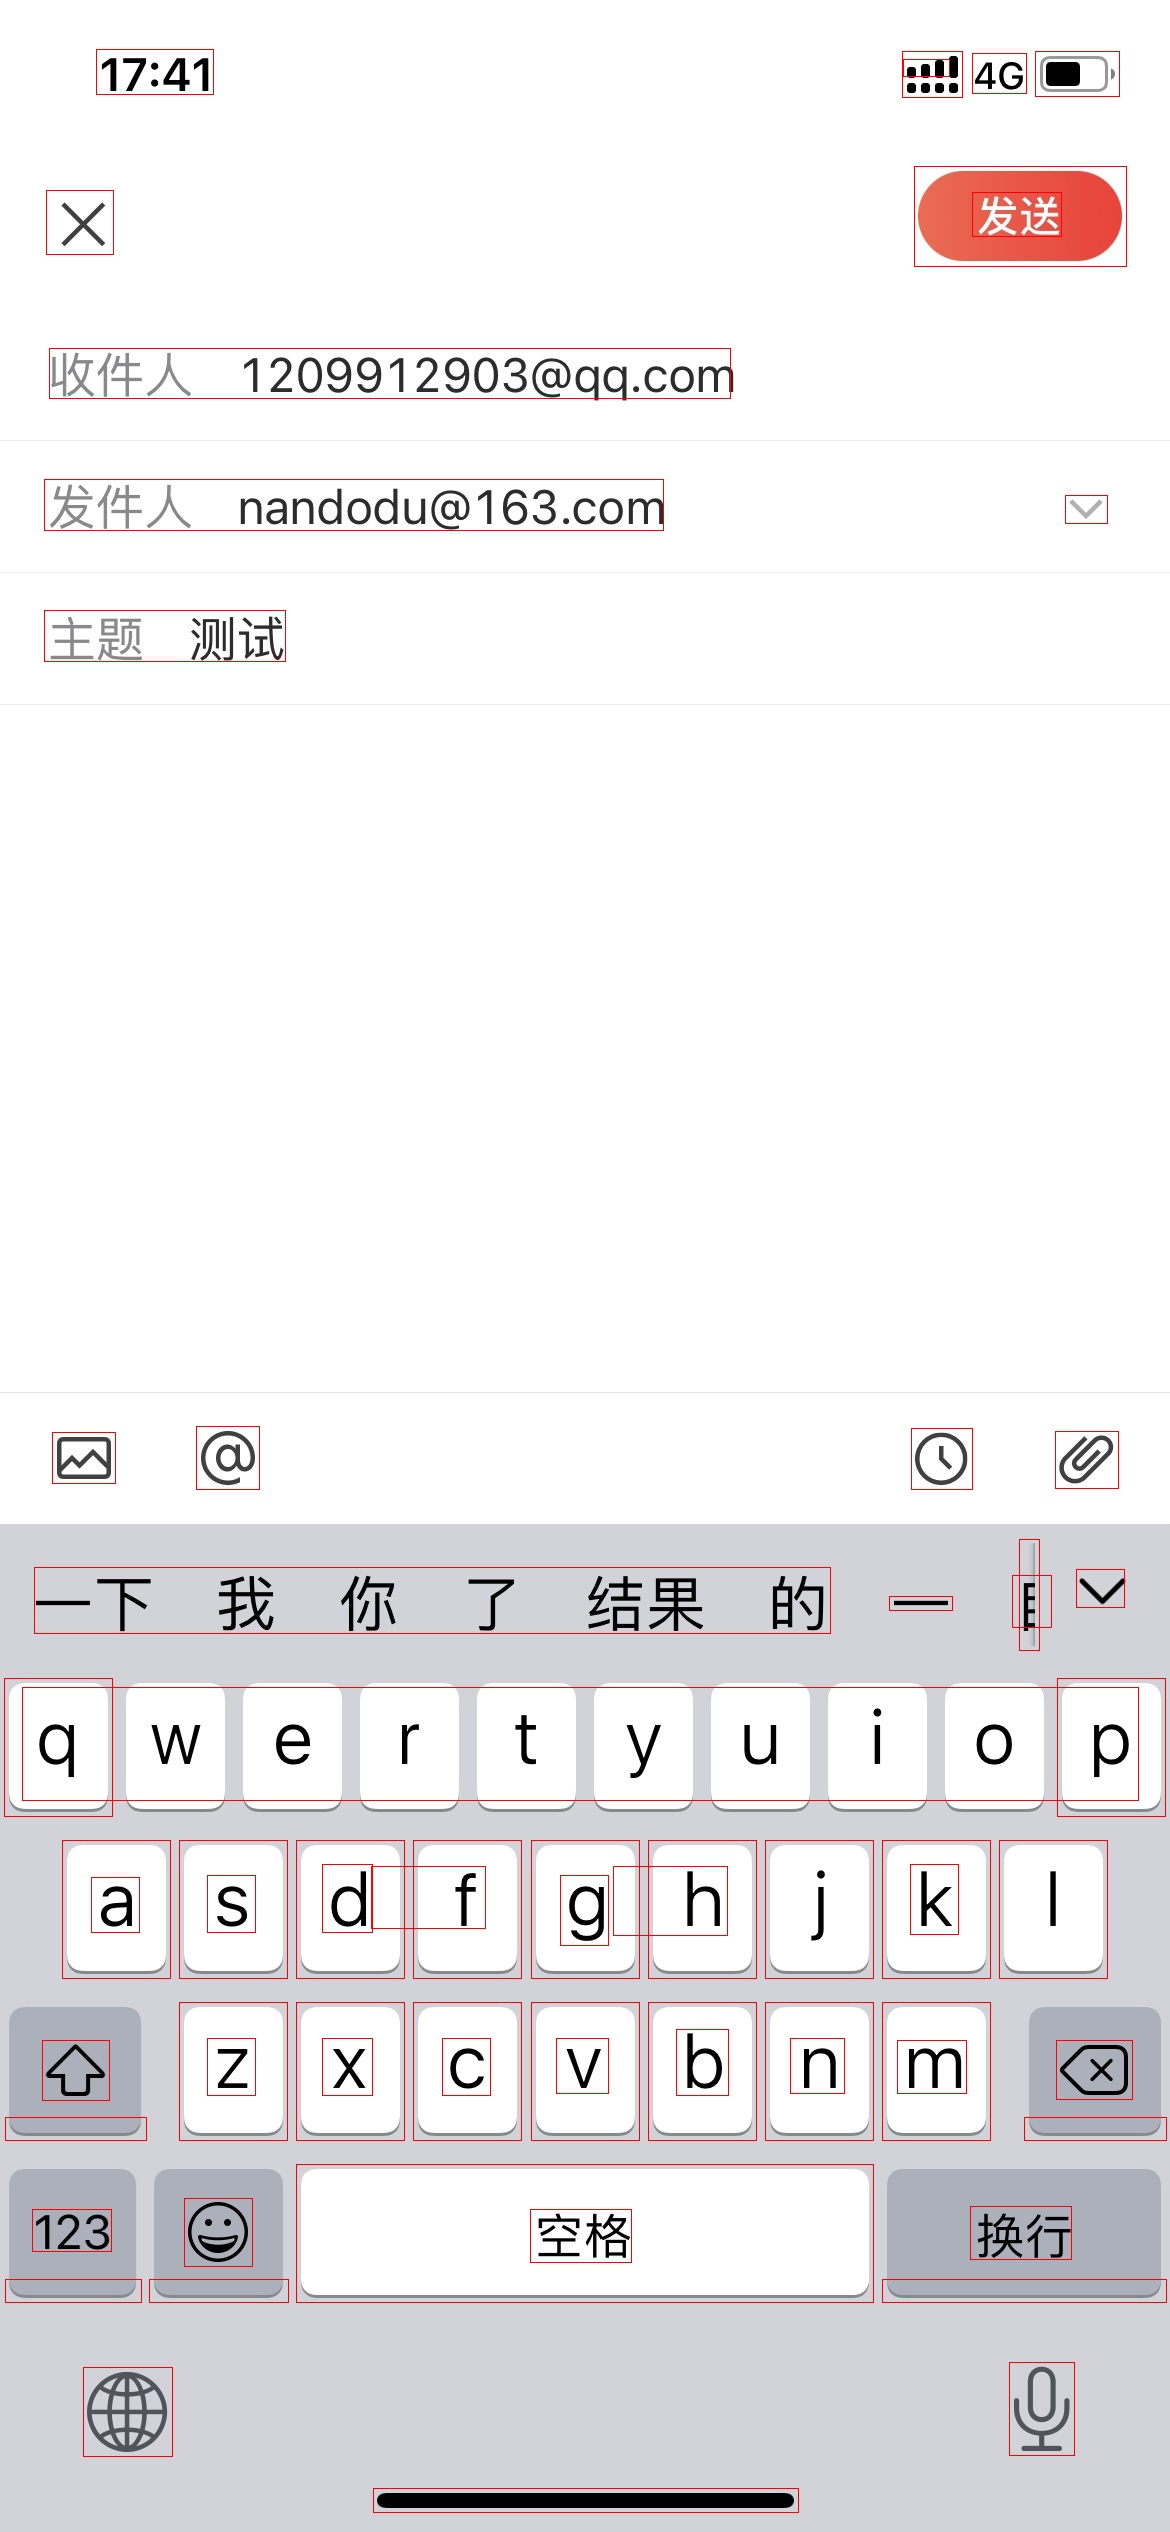 17:41 4G
发送
收件人 1209912903@qq.com
发件人 nandodu@163.com
主题 测试
一下 我 你 了 结果 的 一
q w e r t y u i o p
a s d f g h j k l
z x c v b n m
123 空格 换行